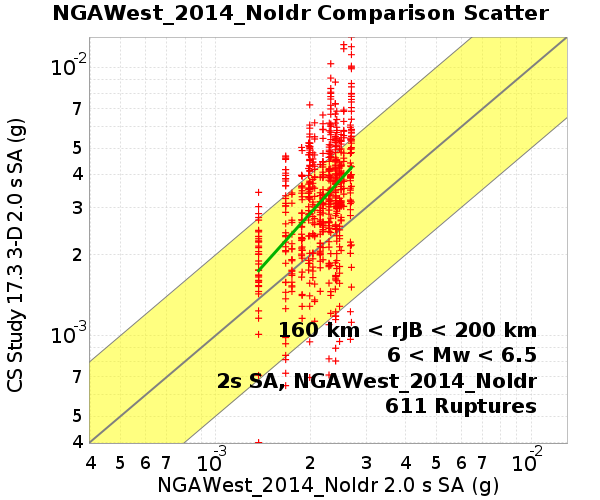 NGAWest_2014_NoIdr Comparison Scatter
CS Study 17.3 3-D 2.0 s SA (g)
10-2
7
5
4
3
2
10-3
7
5
4
160 km < rJB < 200 km
6 < Mw < 6.5
2s SA, NGAWest_2014_NoIdr
611 Ruptures
4 5 6 7 10-3 2 3 4 5 6 7 10-2
NGAWest_2014_NoIdr 2.0 s SA (g)